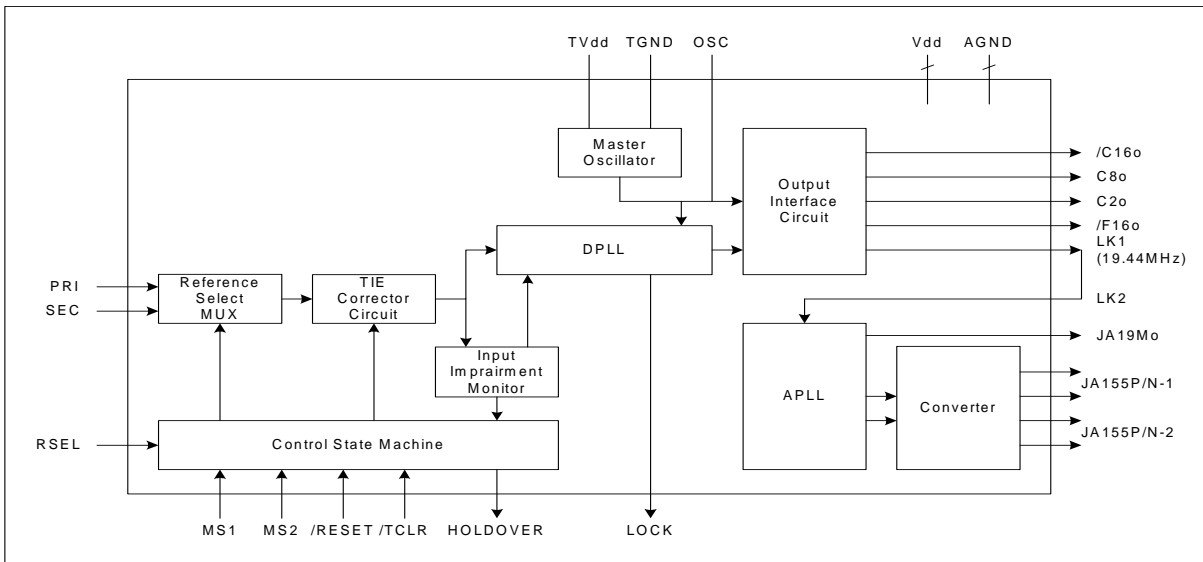 TVdd TGND OSC Vdd AGND
Master
Oscillator
Output
Interface
Circuit
/C16o
C8o
C2o
/F16o
LK1
(19.44MHz)
DPLL
PRI
SEC
Reference
Select
MUX
TIE
Corrector
Circuit
LK2
JA19Mo
Input
Imprairment
Monitor
APLL
Converter
JA155P/N-1
JA155P/N-2
RSEL
Control State Machine
MS1 MS2 /RESET /TCLR HOLDOVER LOCK